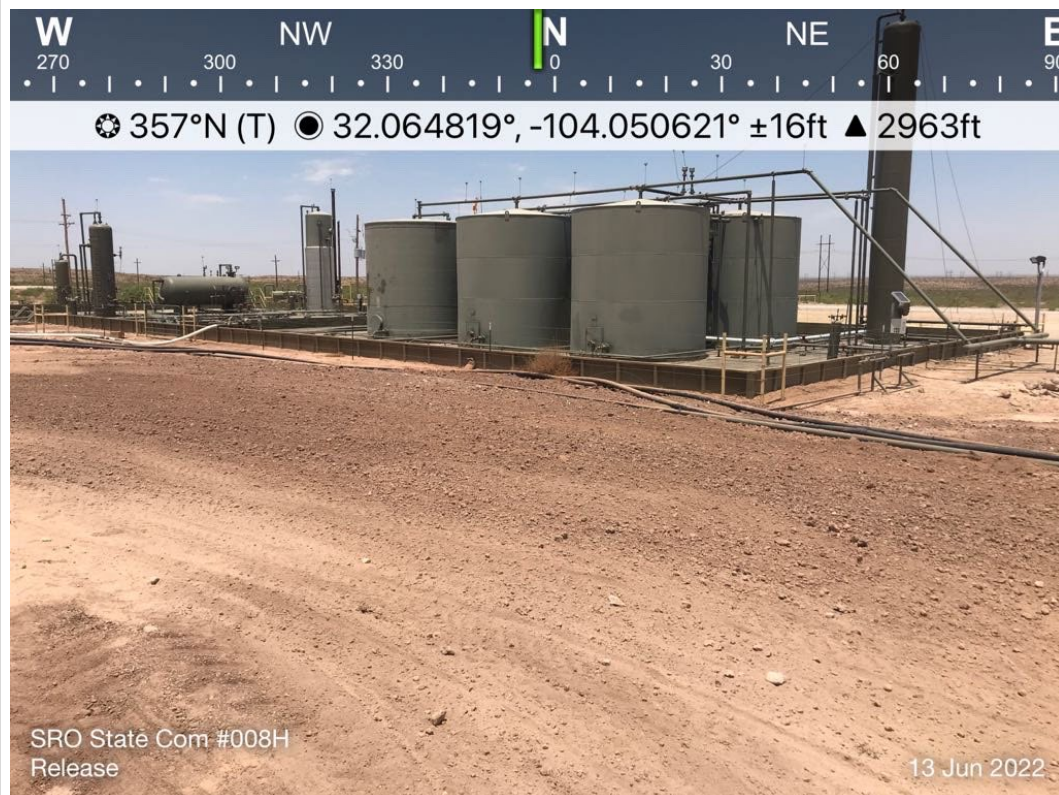 W NW N NE E
270 300 330 0 30 60 90
357°N (T) 32.064819°, -104.050621° ±16ft ▲ 2963ft
SRO State Com #008H
Release
13 Jun 2022